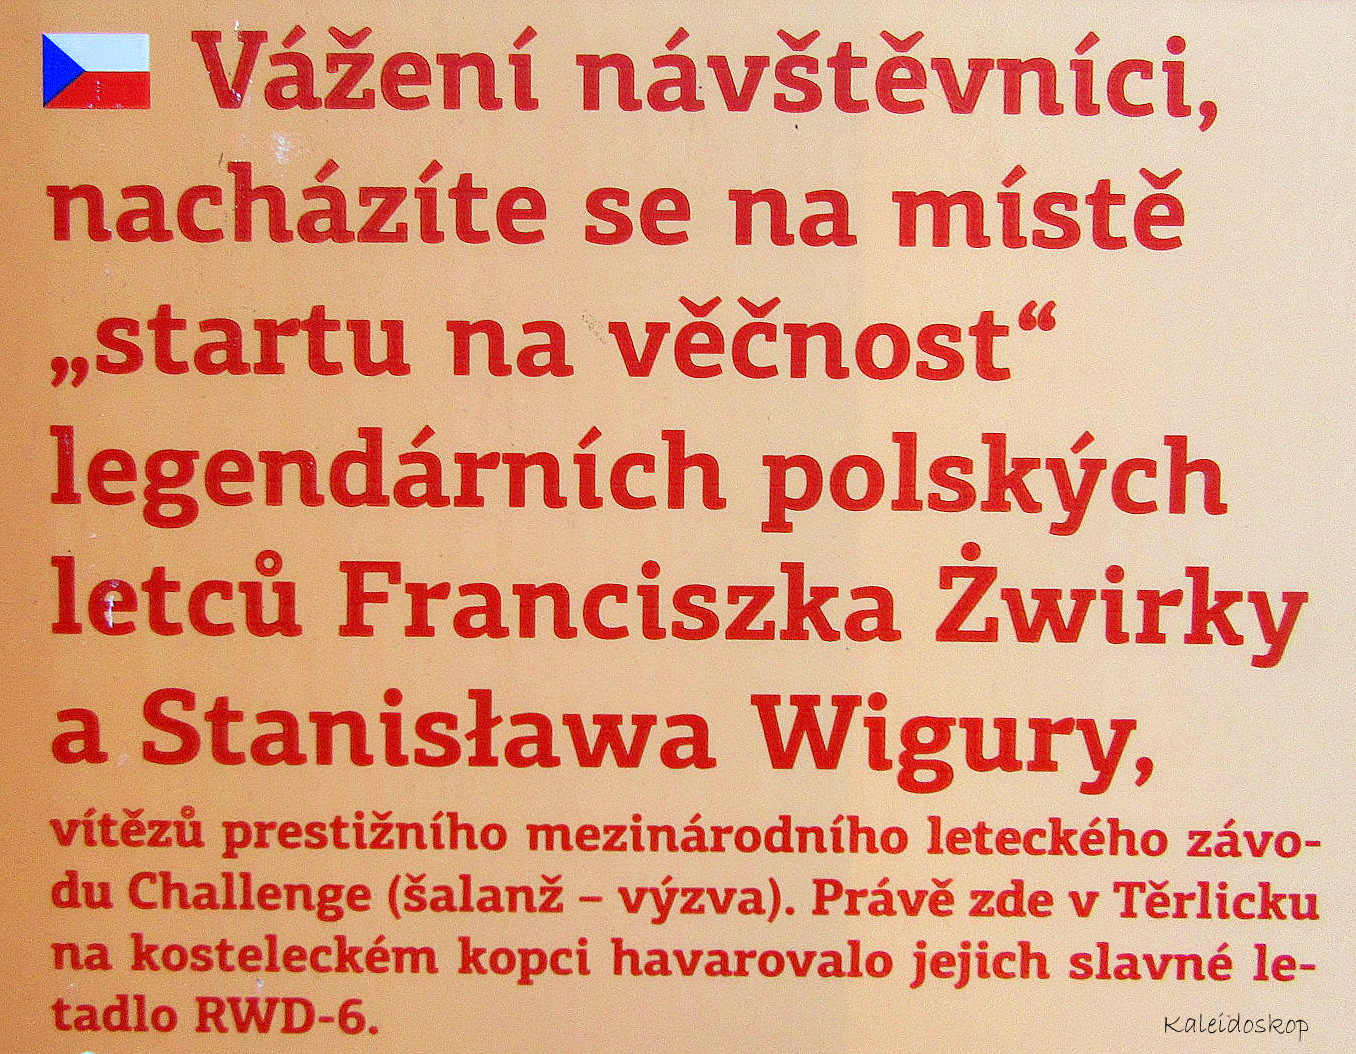 Vážení návštěvníci,
nacházíte se na místě
„startu na věčnost“
legendárních polských
letců Franciszka Żwirky
a Stanisława Wigury,
vítězů prestižního mezinárodního leteckého závo-
du Challenge (šalanž – výzva). Právě zde v Těrlicku
na kosteleckém kopci havarovalo jejich slavné le-
tadlo RWD-6.
Kaleidoskop